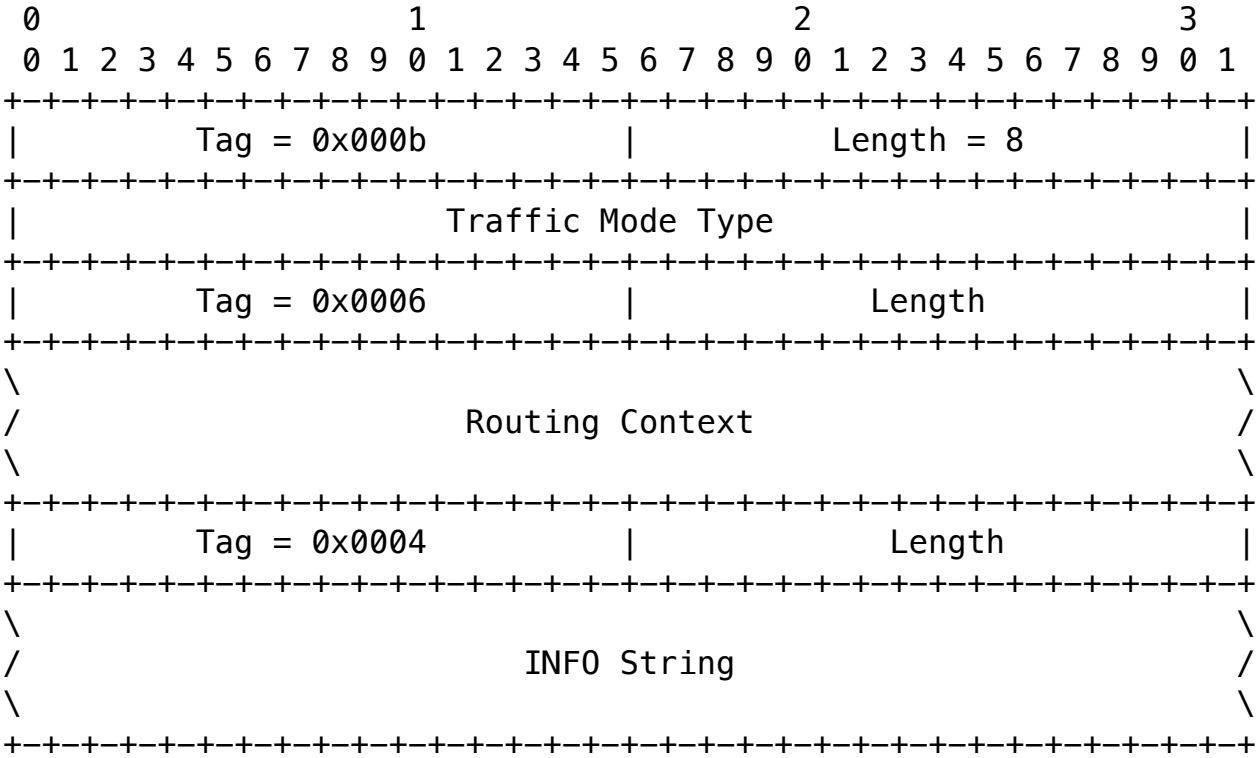 0                   1                   2                   3
 0 1 2 3 4 5 6 7 8 9 0 1 2 3 4 5 6 7 8 9 0 1 2 3 4 5 6 7 8 9 0 1
+-+-+-+-+-+-+-+-+-+-+-+-+-+-+-+-+-+-+-+-+-+-+-+-+-+-+-+-+-+-+-+-+
|         Tag = 0x000b          |          Length = 8           |
+-+-+-+-+-+-+-+-+-+-+-+-+-+-+-+-+-+-+-+-+-+-+-+-+-+-+-+-+-+-+-+-+
|                      Traffic Mode Type                        |
+-+-+-+-+-+-+-+-+-+-+-+-+-+-+-+-+-+-+-+-+-+-+-+-+-+-+-+-+-+-+-+-+
|         Tag = 0x0006          |            Length             |
+-+-+-+-+-+-+-+-+-+-+-+-+-+-+-+-+-+-+-+-+-+-+-+-+-+-+-+-+-+-+-+-+
\                                                               \
/                       Routing Context                         /
\                                                               \
+-+-+-+-+-+-+-+-+-+-+-+-+-+-+-+-+-+-+-+-+-+-+-+-+-+-+-+-+-+-+-+-+
|         Tag = 0x0004          |             Length            |
+-+-+-+-+-+-+-+-+-+-+-+-+-+-+-+-+-+-+-+-+-+-+-+-+-+-+-+-+-+-+-+-+
\                                                               \
/                          INFO String                          /
\                                                               \
+-+-+-+-+-+-+-+-+-+-+-+-+-+-+-+-+-+-+-+-+-+-+-+-+-+-+-+-+-+-+-+-+